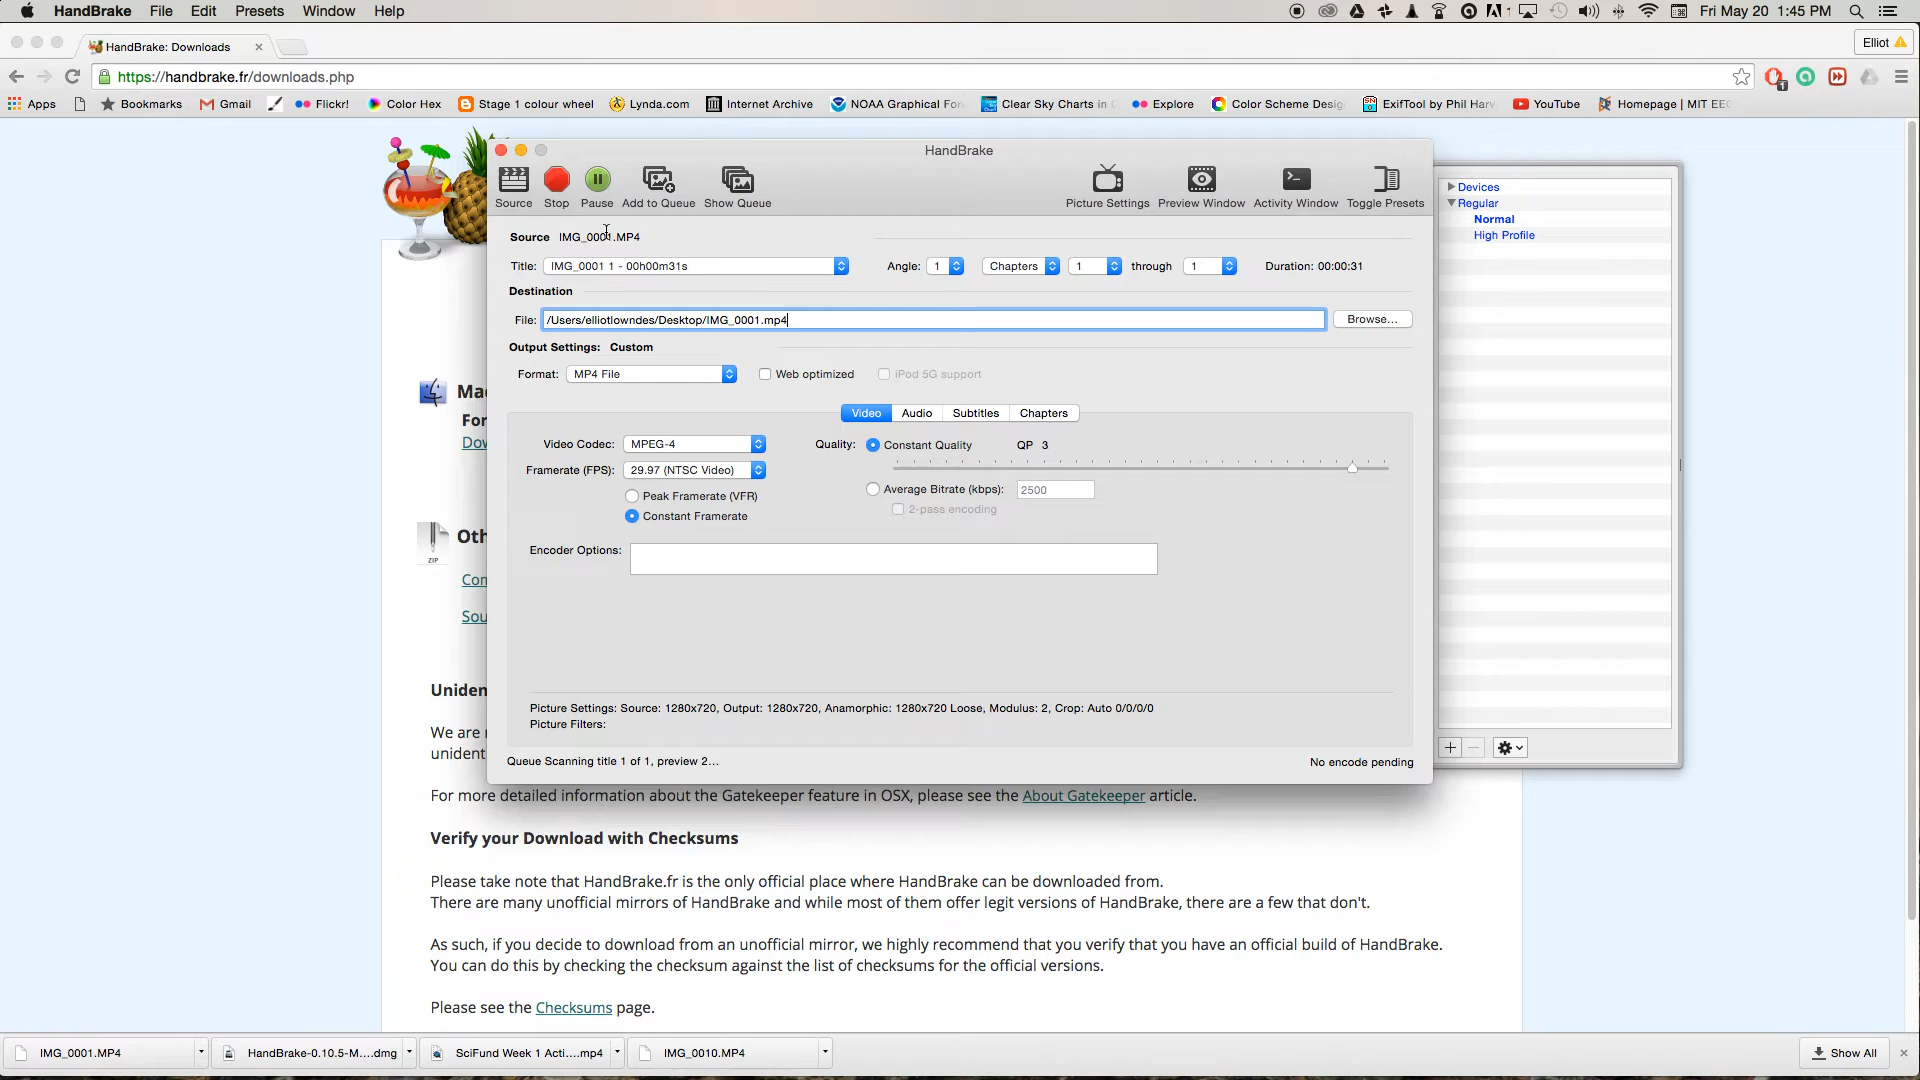 HandBrake File Edit Presets Window Help Fri May 20 1:45 PM
HandBrake: Downloads Elliot
https://handbrake.fr/downloads.php
Apps Bookmarks Gmail Flickr! Color Hex Stage 1 colour wheel Lynda.com Internet Archive NOAA Graphical For Clear Sky Charts in Explore Color Scheme Desig ExifTool by Phil Har YouTube Homepage | MIT EE
HandBrake
Source Stop Pause Add to Queue Show Queue Picture Settings Preview Window Activity Window Toggle Presets
Devices
Regular
Normal
High Profile
Source IMG_0001.MP4
Title: IMG_0001 1 - 00h00m31s Angle: 1 Chapters 1 through 1 Duration: 00:00:31
Destination
File: /Users/elliotlowndes/Desktop/IMG_0001.mp4 Browse...
Output Settings: Custom
Format: MP4 File Web optimized iPod 5G support
Video Audio Subtitles Chapters
Video Codec: MPEG-4 Quality: Constant Quality QP 3
Framerate (FPS): 29.97 (NTSC Video)
Average Bitrate (kbps): 2500
Peak Framerate (VFR)
2-pass encoding
Constant Framerate
Encoder Options:
Picture Settings: Source: 1280x720, Output: 1280x720, Anamorphic: 1280x720 Loose, Modulus: 2, Crop: Auto 0/0/0/0
Picture Filters:
Queue Scanning title 1 of 1, preview 2... No encode pending
Mac
For
Dow
ZIP
Oth
Com
Sou
Uniden
We are
unident
For more detailed information about the Gatekeeper feature in OSX, please see the About Gatekeeper article.
Verify your Download with Checksums
Please take note that HandBrake.fr is the only official place where HandBrake can be downloaded from.
There are many unofficial mirrors of HandBrake and while most of them offer legit versions of HandBrake, there are a few that don't.
As such, if you decide to download from an unofficial mirror, we highly recommend that you verify that you have an official build of HandBrake.
You can do this by checking the checksum against the list of checksums for the official versions.
Please see the Checksums page.
IMG_0001.MP4 HandBrake-0.10.5-M....dmg SciFund Week 1 Acti....mp4 IMG_0010.MP4 Show All